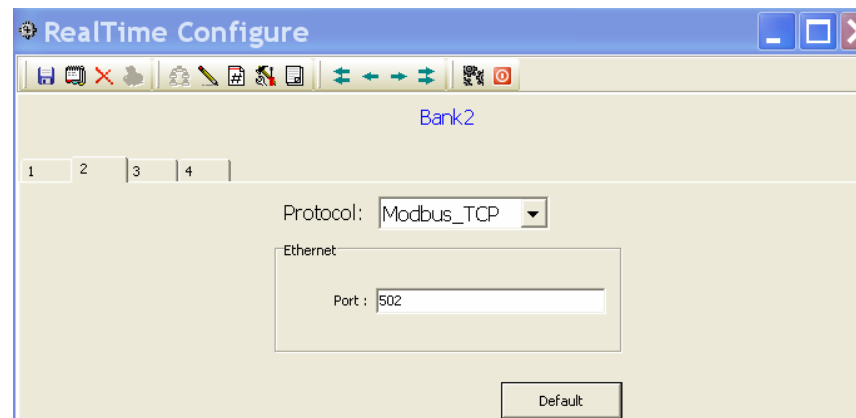 RealTime Configure
Bank2
1 2 3 4
Protocol: Modbus_TCP
Ethernet
Port : 502
Default